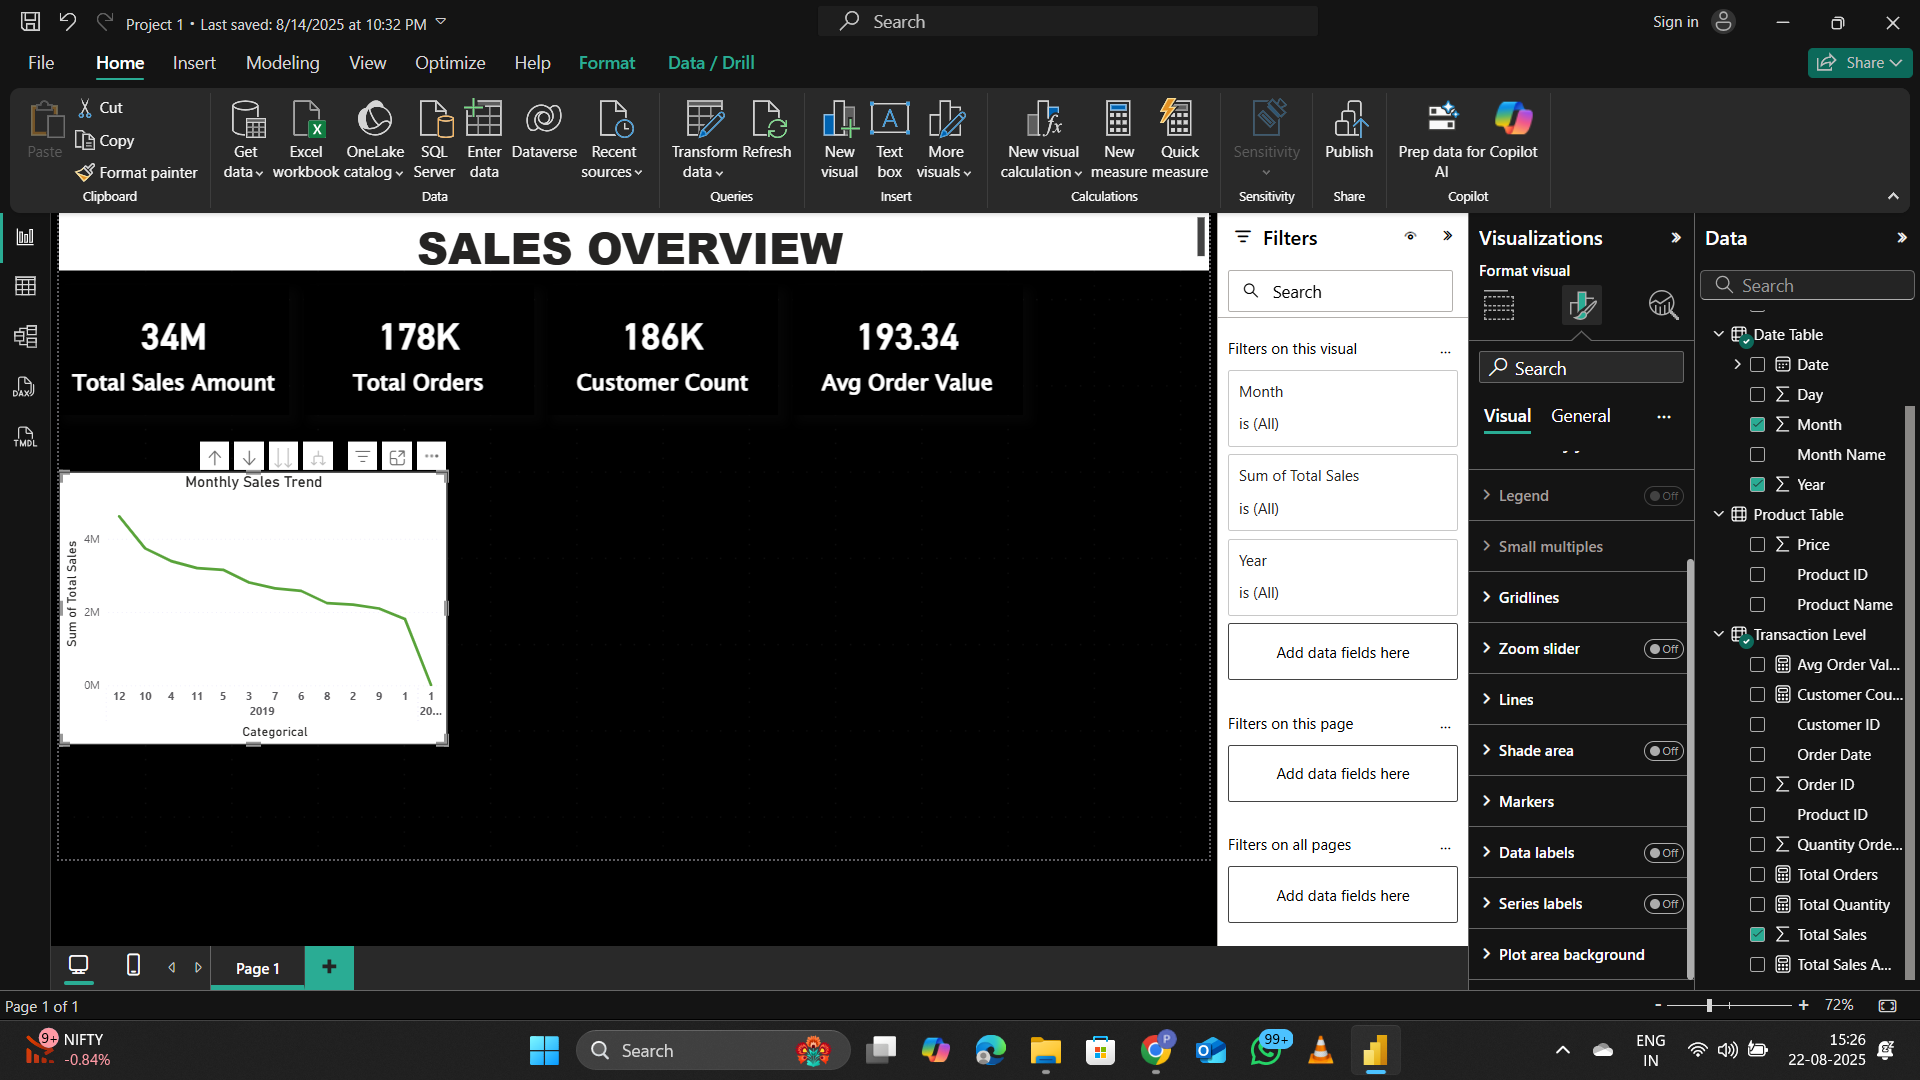 Project 1 • Last saved: 8/14/2025 at 10:32 PM
Search
Sign in
File
Home
Insert
Modeling
View
Optimize
Help
Format
Data / Drill
Share
Paste
Cut
Copy
Format painter
Clipboard
Get data
Excel workbook
OneLake catalog
SQL Server
Enter data
Dataverse
Recent sources
Data
Transform data
Refresh
Queries
New visual
Text box
More visuals
Insert
New visual calculation
New measure
Quick measure
Calculations
Sensitivity
Sensitivity
Publish
Share
Prep data for AI
Copilot
Copilot
DAX
TMDL
SALES OVERVIEW
34M
Total Sales Amount
178K
Total Orders
186K
Customer Count
193.34
Avg Order Value
Monthly Sales Trend
Sum of Total Sales
4M
2M
0M
12 10 4 11 5 3 7 6 8 2 9 1 1
2019 20...
Categorical
Filters
Search
Filters on this visual
...
Month
is (All)
Sum of Total Sales
is (All)
Year
is (All)
Add data fields here
Filters on this page
...
Add data fields here
Filters on all pages
...
Add data fields here
Visualizations
Format visual
Search
Visual
General
...
Legend
Off
Small multiples
Gridlines
Zoom slider
Off
Lines
Shade area
Off
Markers
Data labels
Off
Series labels
Off
Plot area background
Data
Search
Date Table
Date
Day
Month
Month Name
Year
Product Table
Price
Product ID
Product Name
Transaction Level
Avg Order Val...
Customer Cou...
Customer ID
Order Date
Order ID
Product ID
Quantity Orde...
Total Orders
Total Quantity
Total Sales
Total Sales A...
Page 1
+
Page 1 of 1
- + 72%
9+
NIFTY
-0.84%
Search
P
99+
ENG
IN
15:26
22-08-2025